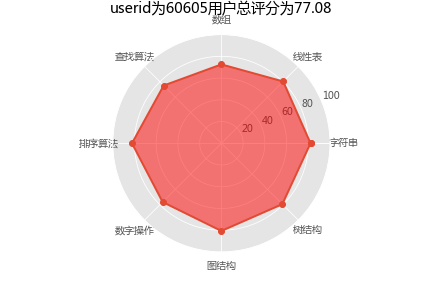 userid为60605用户总评分为77.08
数组
查找算法
线性表
100
80
60
40
20
排序算法
字符串
数字操作
树结构
图结构